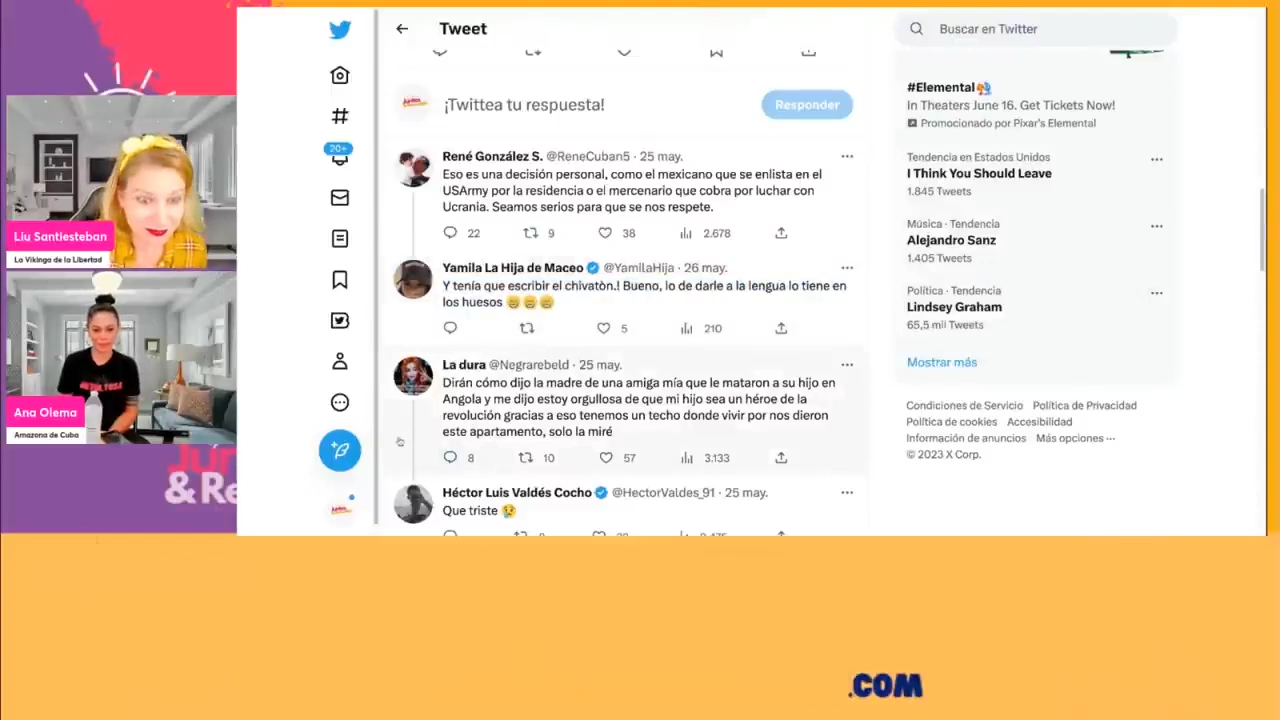 Liu Santiesteban
La Vikinga de la Libertad
Ana Olema
Amazona de Cuba
& Re
20+
Tweet
¡Twittea tu respuesta!
Responder
René González S. @ReneCuban5 · 25 may.
Eso es una decisión personal, como el mexicano que se enlista en el
USArmy por la residencia o el mercenario que cobra por luchar con
Ucrania. Seamos serios para que se nos respete.
22 9 38 2.678
Yamila La Hija de Maceo @YamilaHija · 26 may.
Y tenía que escribir el chivatòn.! Bueno, lo de darle a la lengua lo tiene en
los huesos 😄😄😄
5 210
La dura @Negrarebeld · 25 may.
Dirán cómo dijo la madre de una amiga mía que le mataron a su hijo en
Angola y me dijo estoy orgullosa de que mi hijo sea un héroe de la
revolución gracias a eso tenemos un techo donde vivir por nos dieron
este apartamento, solo la miré
8 10 57 3.133
Héctor Luis Valdés Cocho @HectorValdes_91 · 25 may.
Que triste 😢
Buscar en Twitter
#Elemental
In Theaters June 16. Get Tickets Now!
Promocionado por Pixar's Elemental
Tendencia en Estados Unidos
I Think You Should Leave
1.845 Tweets
Música · Tendencia
Alejandro Sanz
1.405 Tweets
Política · Tendencia
Lindsey Graham
65,5 mil Tweets
Mostrar más
Condiciones de Servicio Política de Privacidad
Política de cookies Accesibilidad
Información de anuncios Más opciones ···
© 2023 X Corp.
.COM